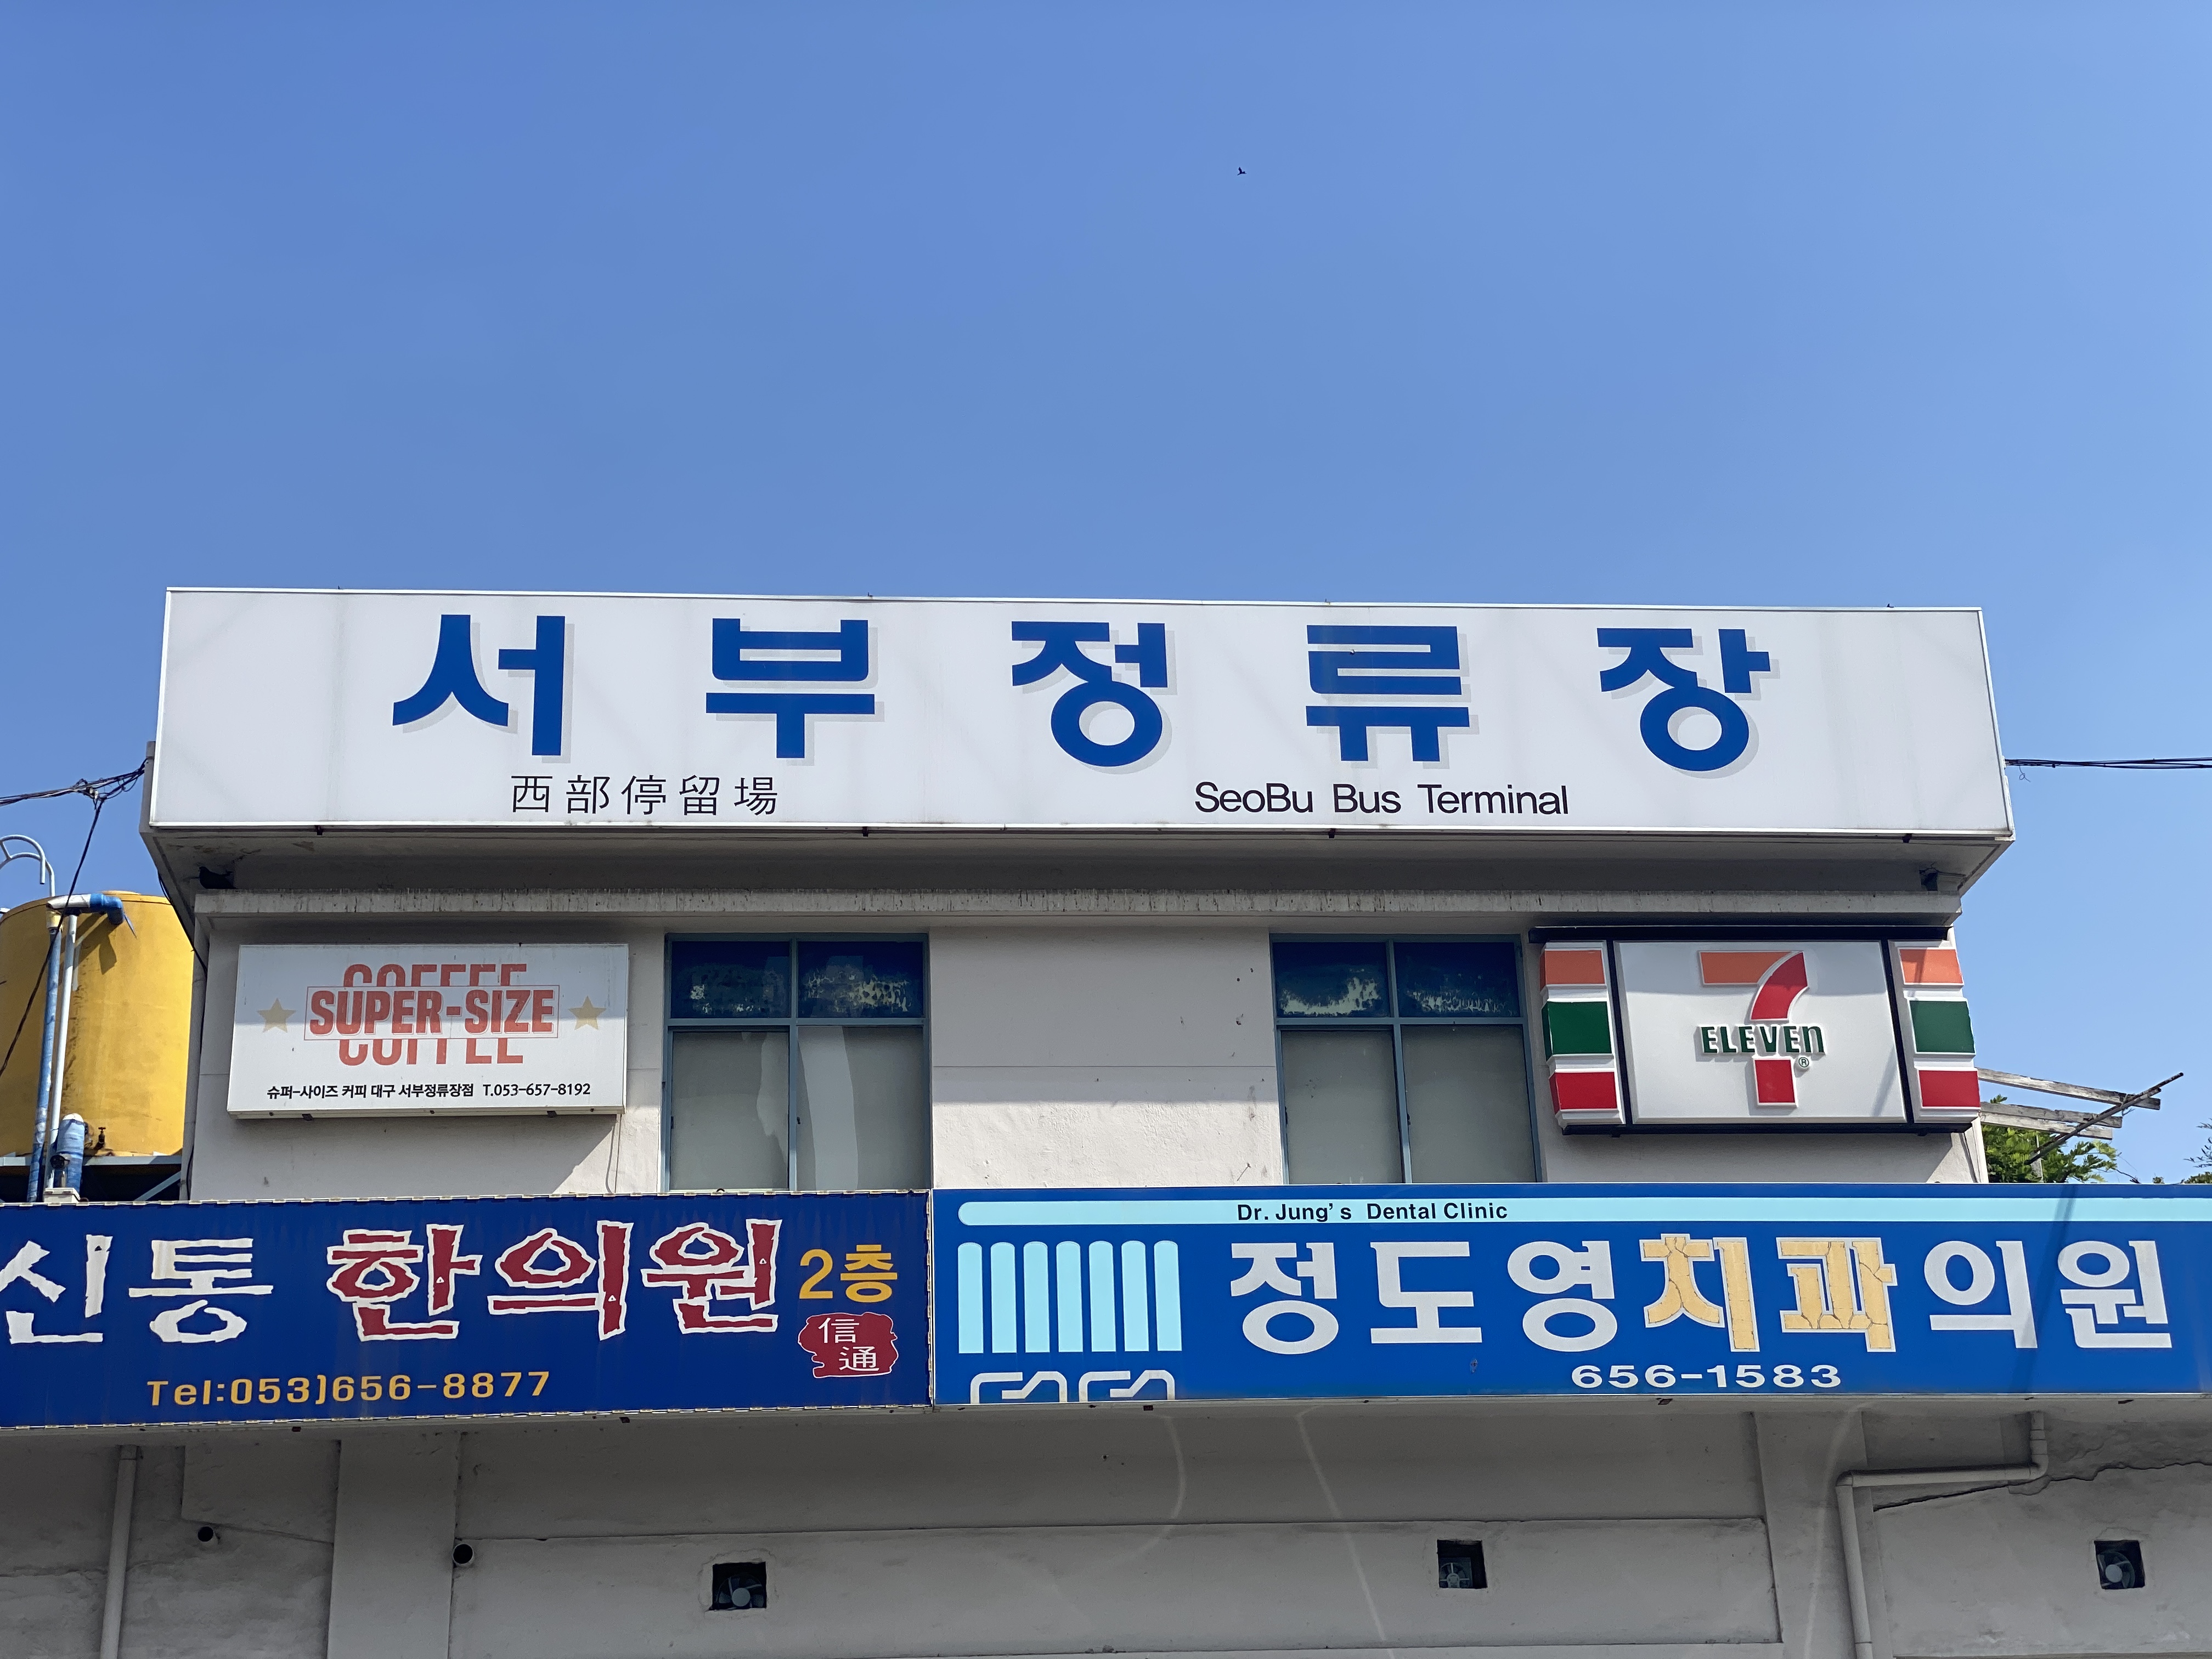 서부정류장
西部停留場 SeoBu Bus Terminal
COFFEE
SUPER-SIZE
COFFEE
슈퍼-사이즈 커피 대구 서부정류장점 T.053-657-8192
7
ELEVEn
®
신통 한의원 2층
信
通
Tel:053)656-8877
Dr. Jung's Dental Clinic
정도영치과의원
656-1583